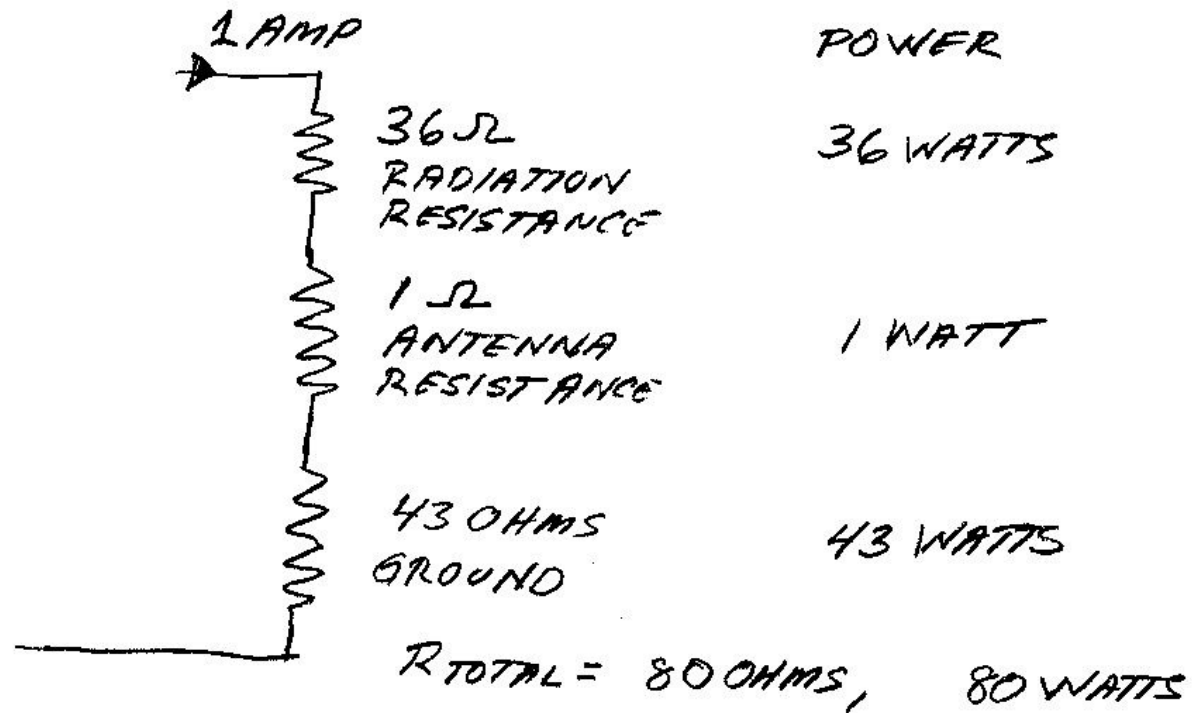 1 AMP
POWER
36 Ω
RADIATION
RESISTANCE
36 WATTS
1 Ω
ANTENNA
RESISTANCE
1 WATT
43 OHMS
GROUND
43 WATTS
RTOTAL = 80 OHMS, 80 WATTS